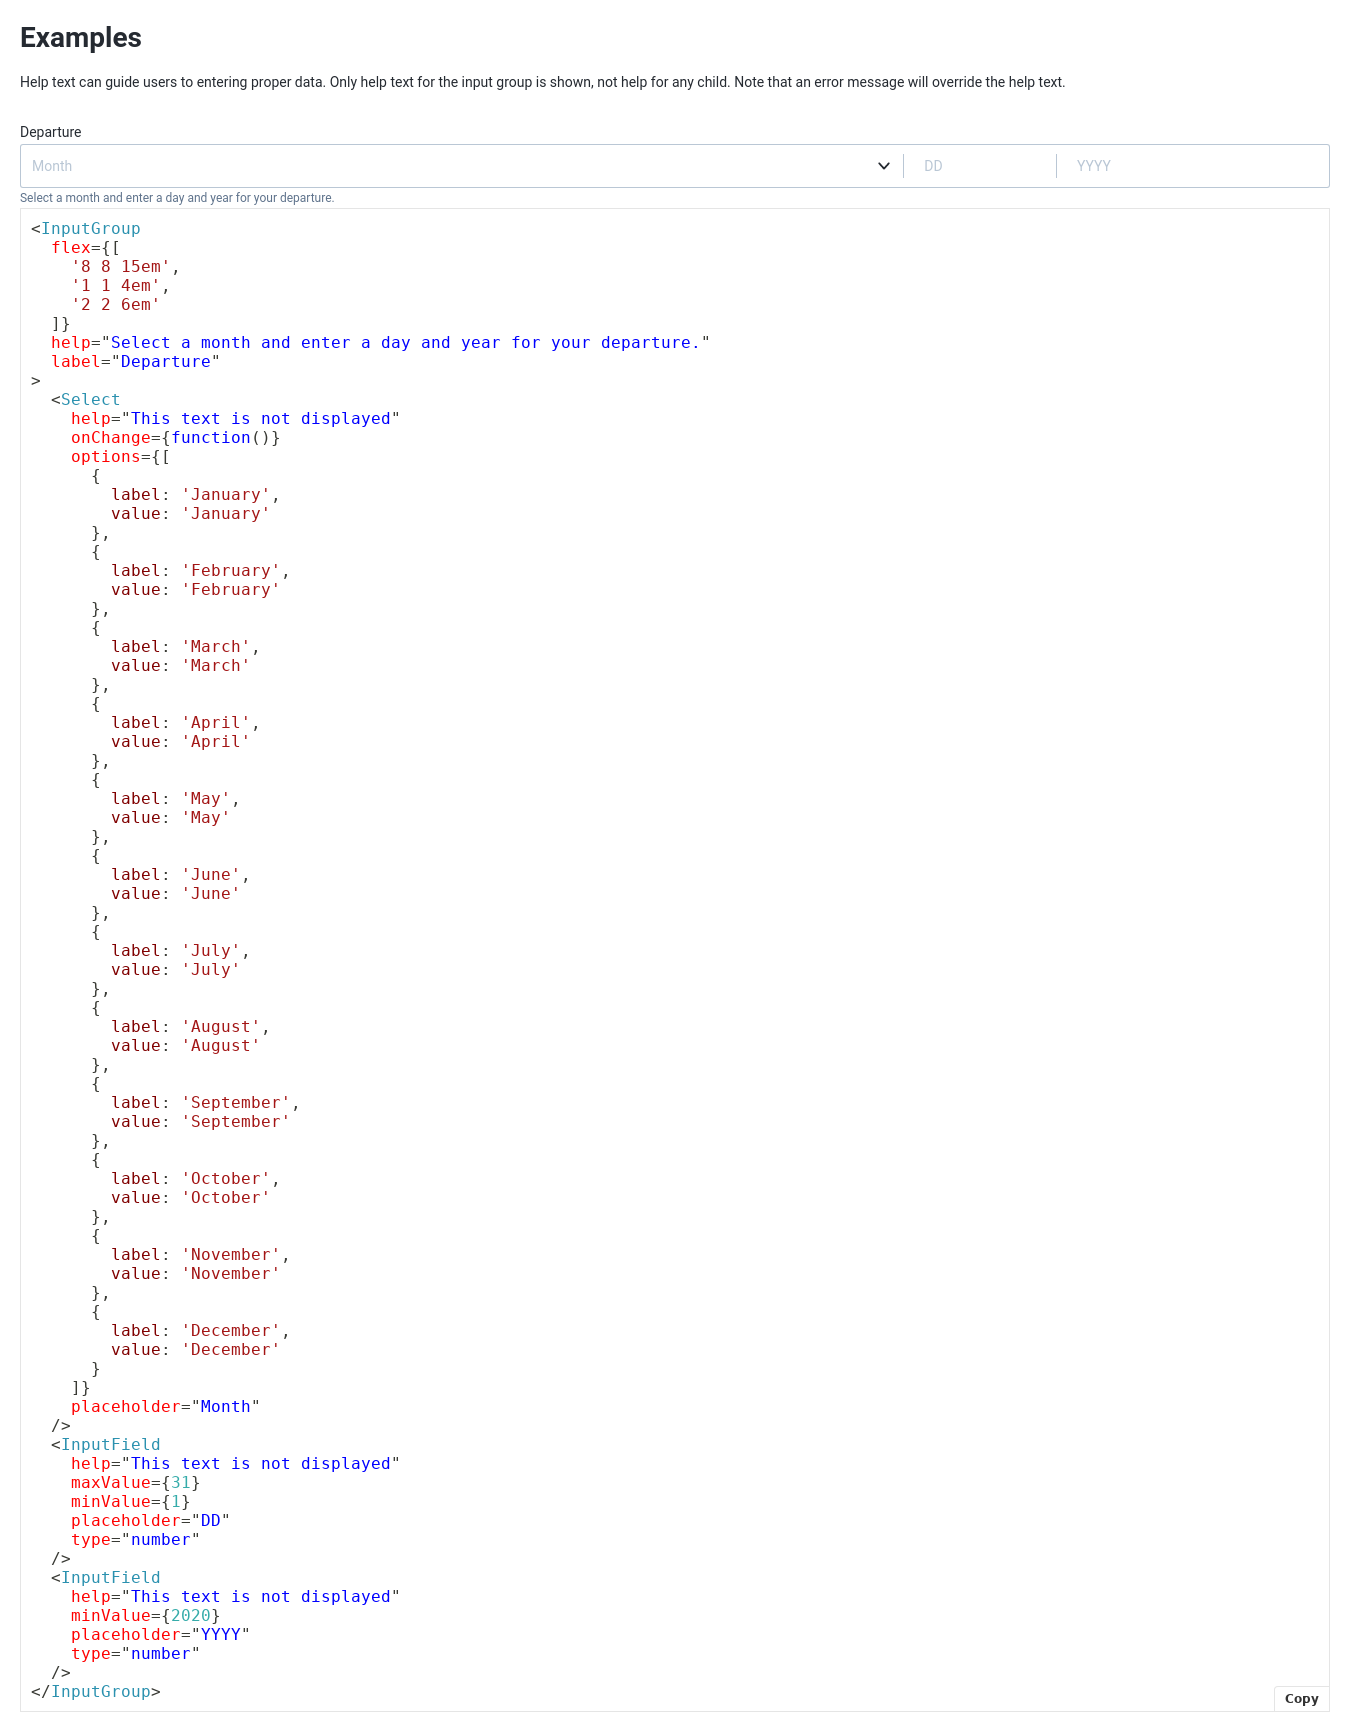 Examples
Help text can guide users to entering proper data. Only help text for the input group is shown, not help for any child. Note that an error message will override the help text.
Departure
Month DD YYYY
Select a month and enter a day and year for your departure.
<InputGroup
  flex={[
    '8 8 15em',
    '1 1 4em',
    '2 2 6em'
  ]}
  help="Select a month and enter a day and year for your departure."
  label="Departure"
>
  <Select
    help="This text is not displayed"
    onChange={function()}
    options={[
      {
        label: 'January',
        value: 'January'
      },
      {
        label: 'February',
        value: 'February'
      },
      {
        label: 'March',
        value: 'March'
      },
      {
        label: 'April',
        value: 'April'
      },
      {
        label: 'May',
        value: 'May'
      },
      {
        label: 'June',
        value: 'June'
      },
      {
        label: 'July',
        value: 'July'
      },
      {
        label: 'August',
        value: 'August'
      },
      {
        label: 'September',
        value: 'September'
      },
      {
        label: 'October',
        value: 'October'
      },
      {
        label: 'November',
        value: 'November'
      },
      {
        label: 'December',
        value: 'December'
      }
    ]}
    placeholder="Month"
  />
  <InputField
    help="This text is not displayed"
    maxValue={31}
    minValue={1}
    placeholder="DD"
    type="number"
  />
  <InputField
    help="This text is not displayed"
    minValue={2020}
    placeholder="YYYY"
    type="number"
  />
</InputGroup>
Copy